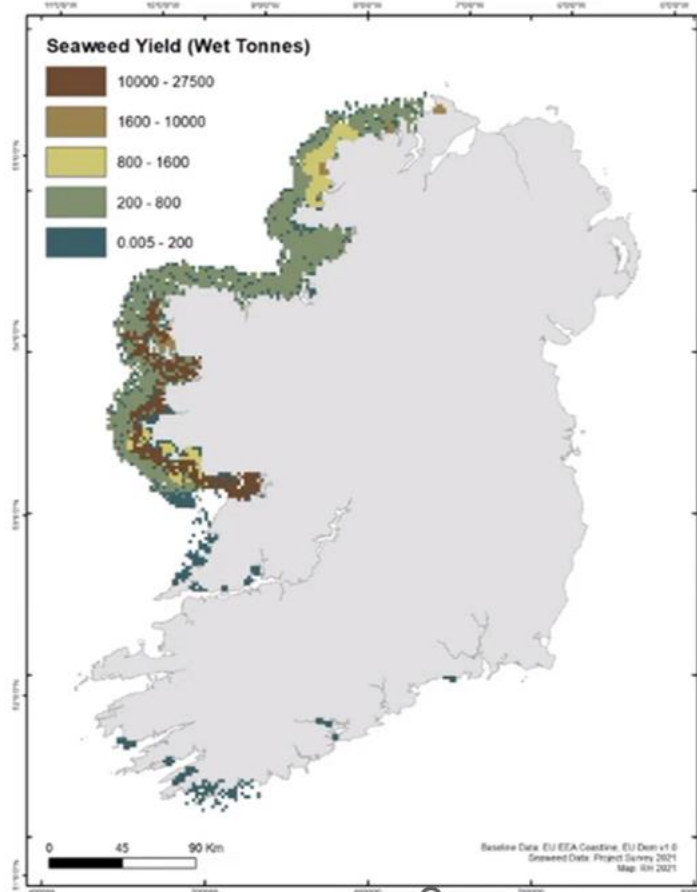 Seaweed Yield (Wet Tonnes)
10000 - 27500
1600 - 10000
800 - 1600
200 - 800
0.005 - 200
0 45 90 Km
Baseline Data: EU EEA Coastline, EU Dem v1.0
Seaweed Data: Project Survey 2021
Map: RH 2021